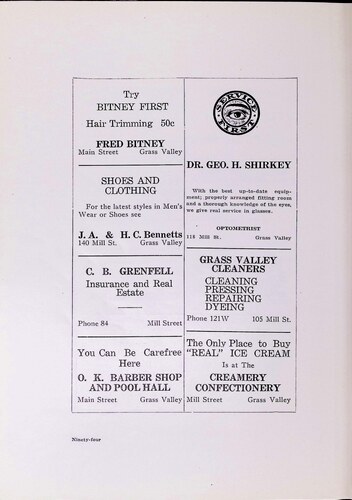 Try
BITNEY FIRST
Hair Trimming 50c
FRED BITNEY
Main Street Grass Valley
SHOES AND
CLOTHING
For the latest styles in Men's
Wear or Shoes see
J. A. & H. C. Bennetts
140 Mill St. Grass Valley
C. B. GRENFELL
Insurance and Real
Estate
Phone 84 Mill Street
You Can Be Carefree
Here
O. K. BARBER SHOP
AND POOL HALL
Main Street Grass Valley
SERVICE
FIRST
DR. GEO. H. SHIRKEY
With the best up-to-date equip-
ment; properly arranged fitting room
and a thorough knowledge of the eyes,
we give real service in glasses.
OPTOMETRIST
118 Mill St. Grass Valley
GRASS VALLEY
CLEANERS
CLEANING
PRESSING
REPAIRING
DYEING
Phone 121W 105 Mill St.
The Only Place to Buy
"REAL" ICE CREAM
Is at The
CREAMERY
CONFECTIONERY
Mill Street Grass Valley
Ninety-four